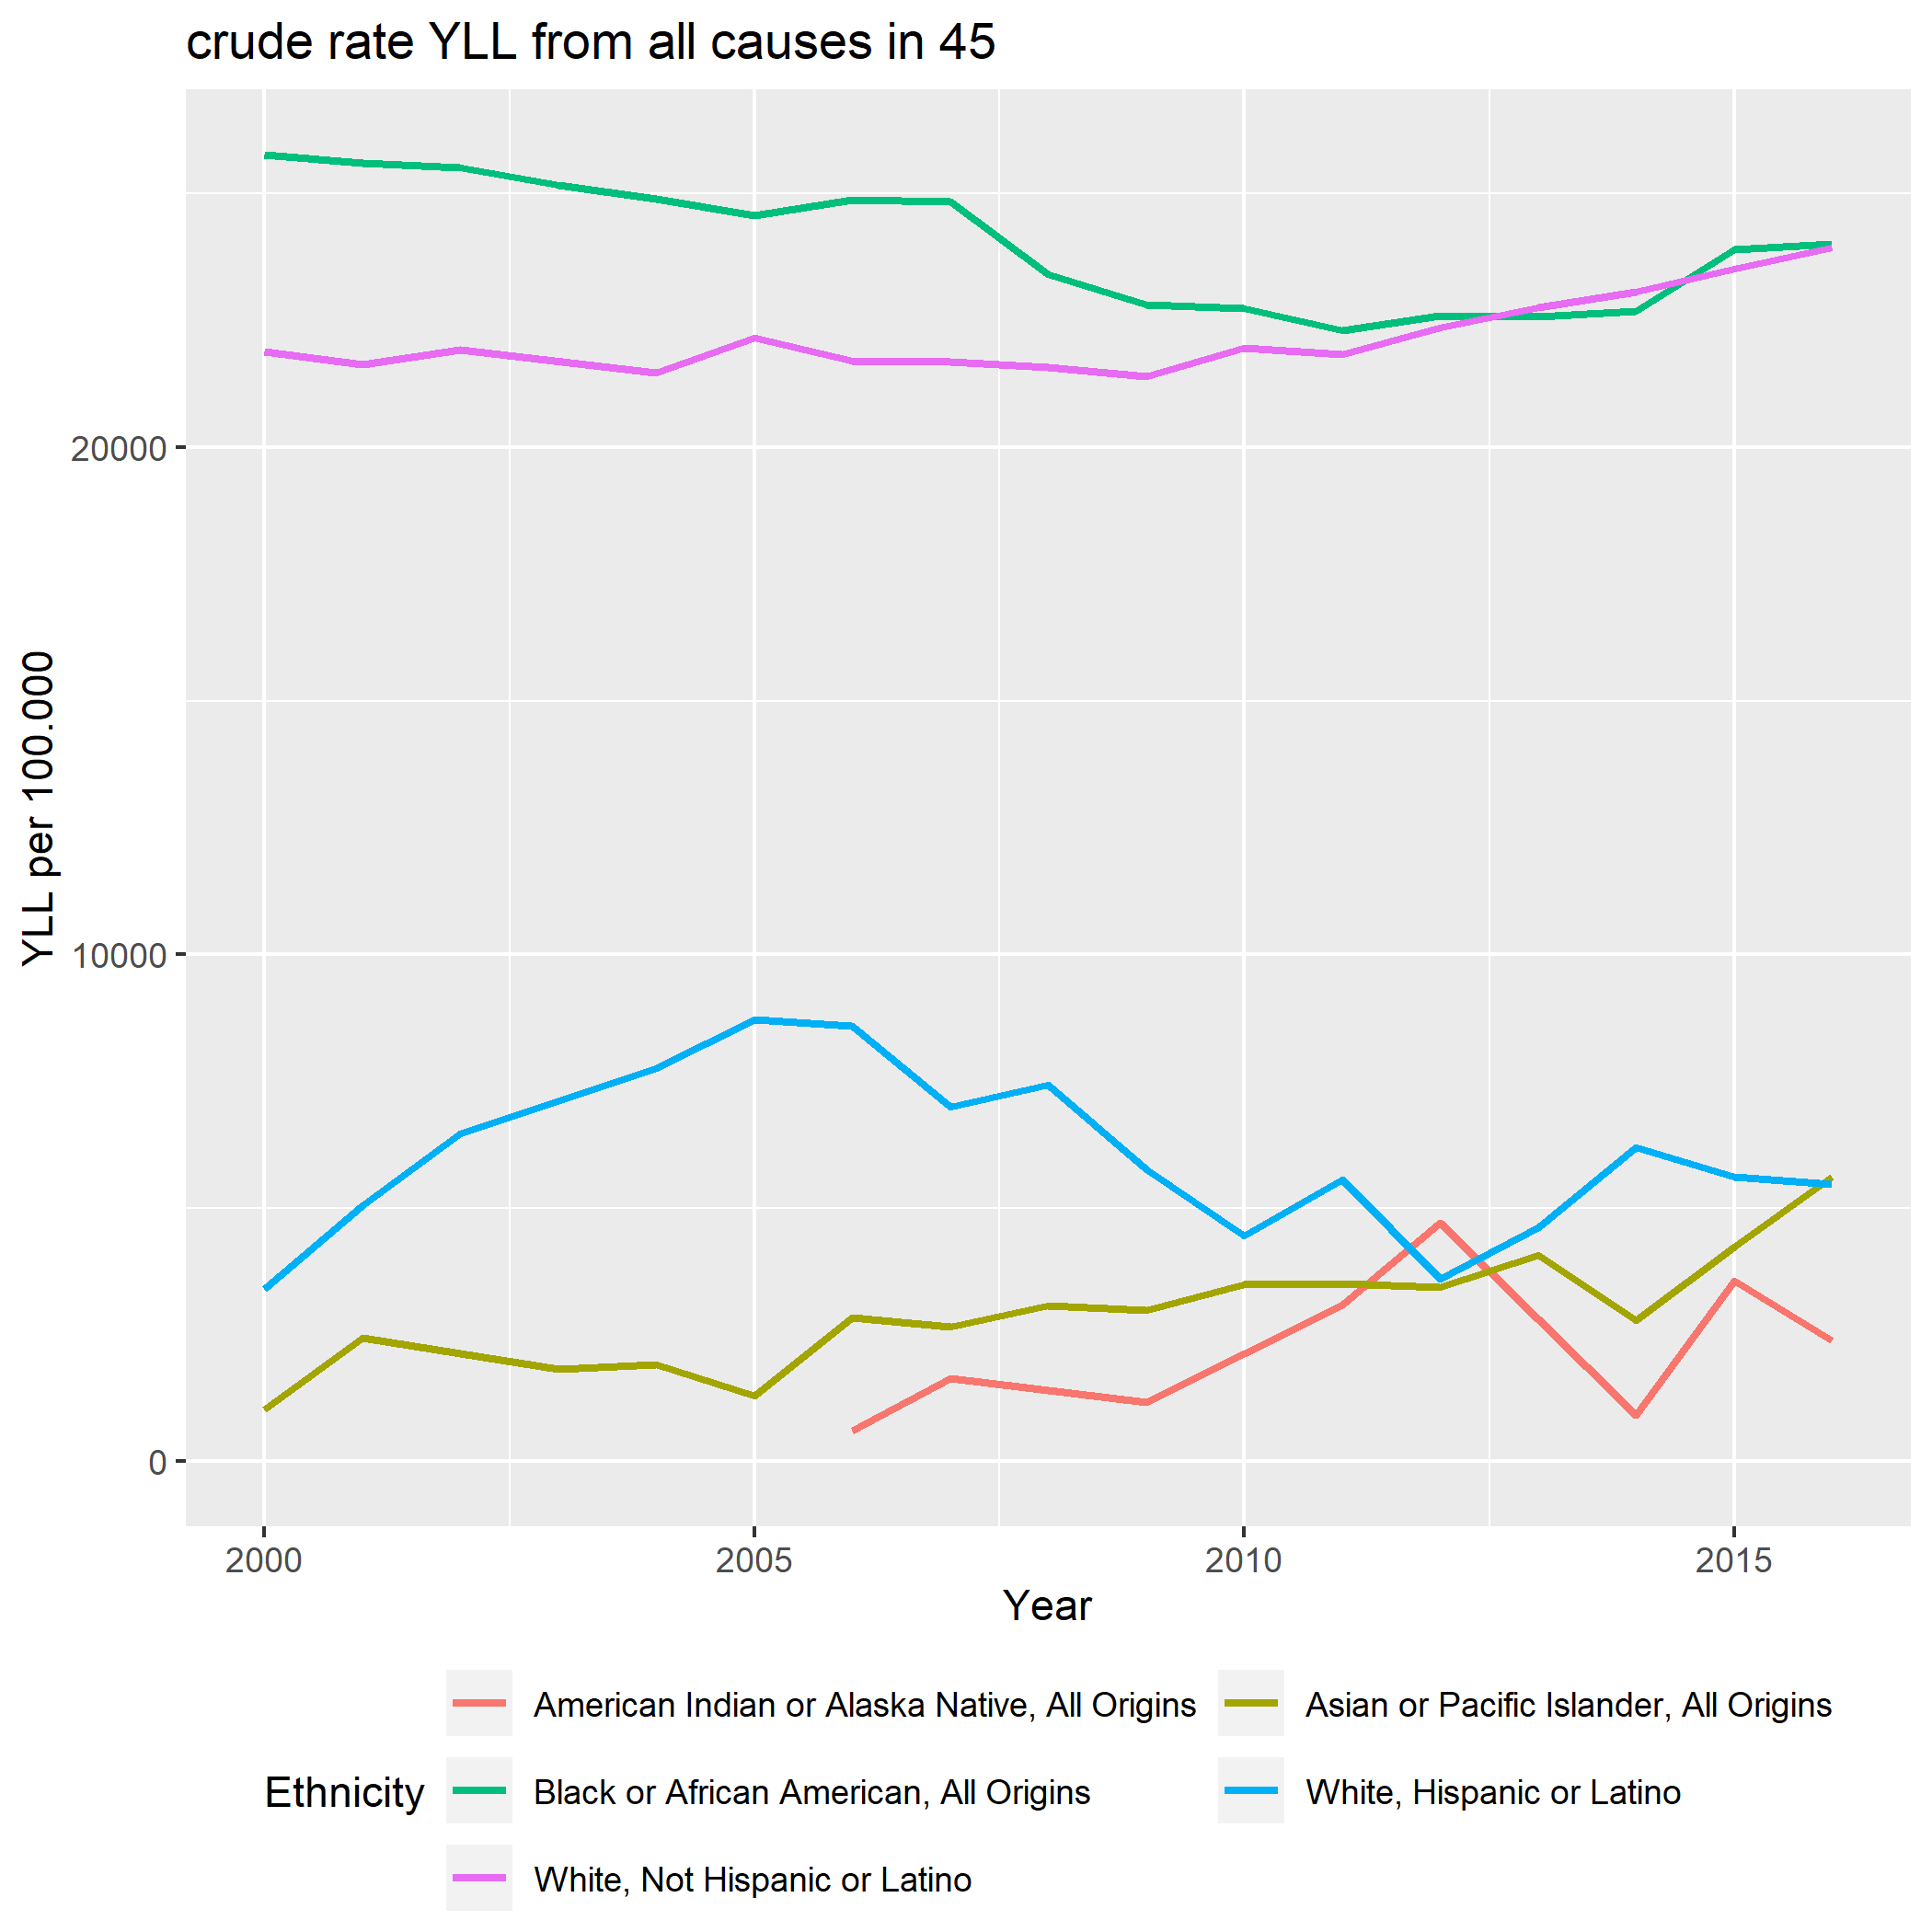 crude rate YLL from all causes in 45
YLL per 100.000
20000
10000
0
2000 2005 2010 2015
Year
Ethnicity
American Indian or Alaska Native, All Origins
Asian or Pacific Islander, All Origins
Black or African American, All Origins
White, Hispanic or Latino
White, Not Hispanic or Latino